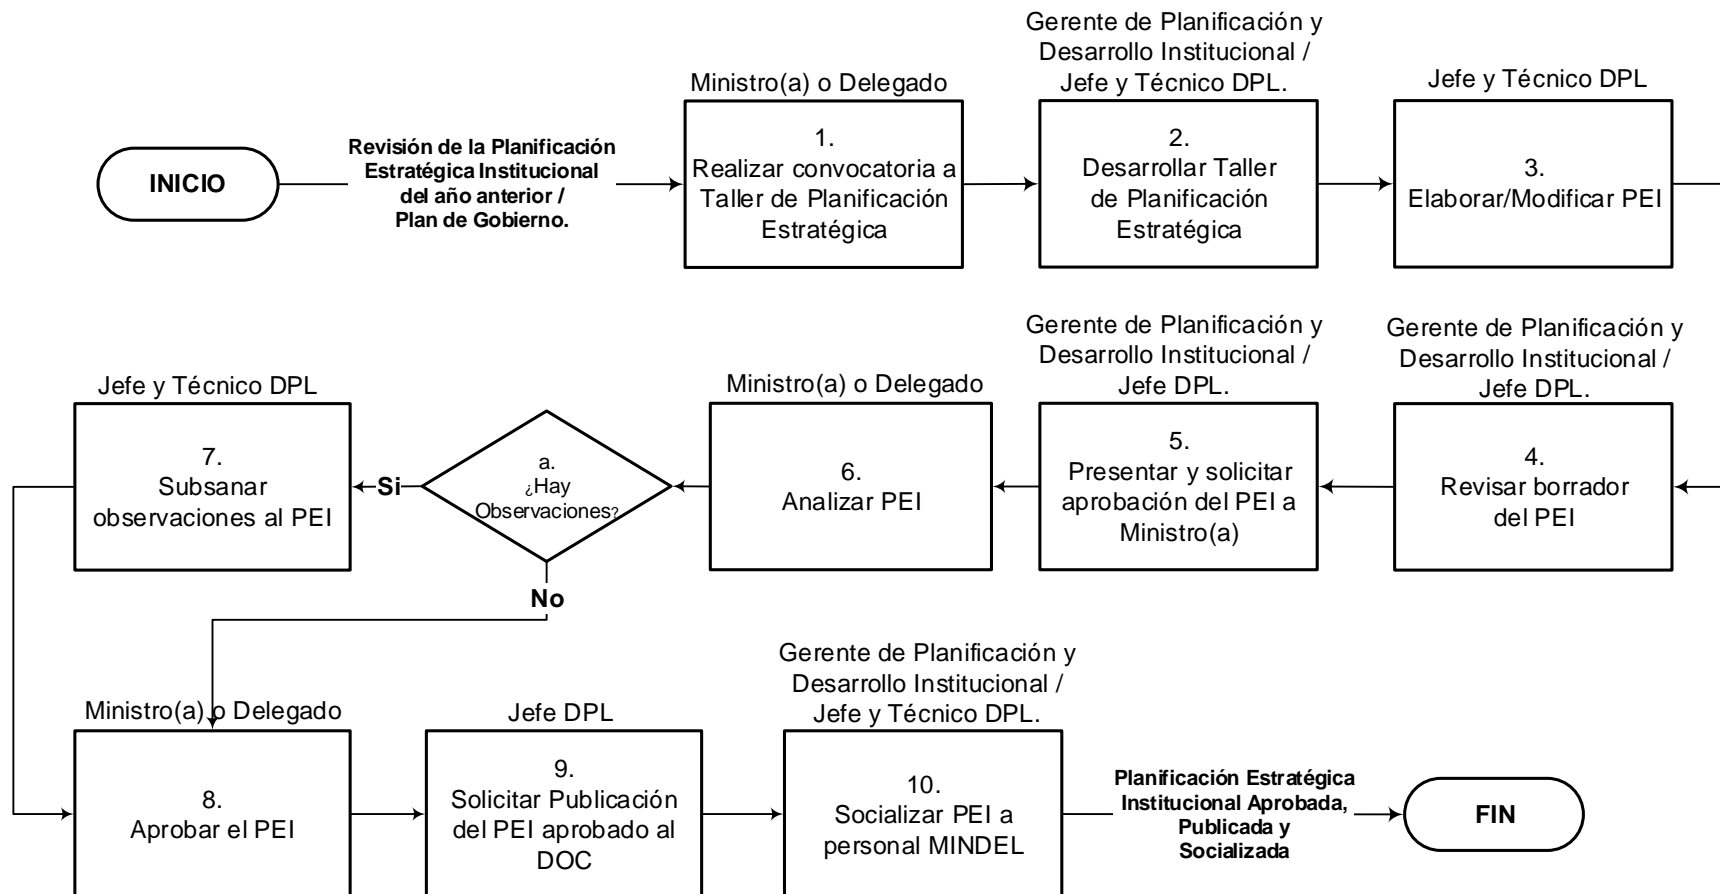 INICIO
Revisión de la Planificación
Estratégica Institucional
del año anterior /
Plan de Gobierno.
Ministro(a) o Delegado
1.
Realizar convocatoria a
Taller de Planificación
Estratégica
Gerente de Planificación y
Desarrollo Institucional /
Jefe y Técnico DPL.
2.
Desarrollar Taller
de Planificación
Estratégica
Jefe y Técnico DPL
3.
Elaborar/Modificar PEI
Gerente de Planificación y
Desarrollo Institucional /
Jefe DPL.
4.
Revisar borrador
del PEI
Gerente de Planificación y
Desarrollo Institucional /
Jefe DPL.
5.
Presentar y solicitar
aprobación del PEI a
Ministro(a)
Ministro(a) o Delegado
6.
Analizar PEI
a.
¿Hay
Observaciones?
Si
No
Jefe y Técnico DPL
7.
Subsanar
observaciones al PEI
Ministro(a) o Delegado
8.
Aprobar el PEI
Jefe DPL
9.
Solicitar Publicación
del PEI aprobado al
DOC
Gerente de Planificación y
Desarrollo Institucional /
Jefe y Técnico DPL.
10.
Socializar PEI a
personal MINDEL
Planificación Estratégica
Institucional Aprobada,
Publicada y
Socializada
FIN